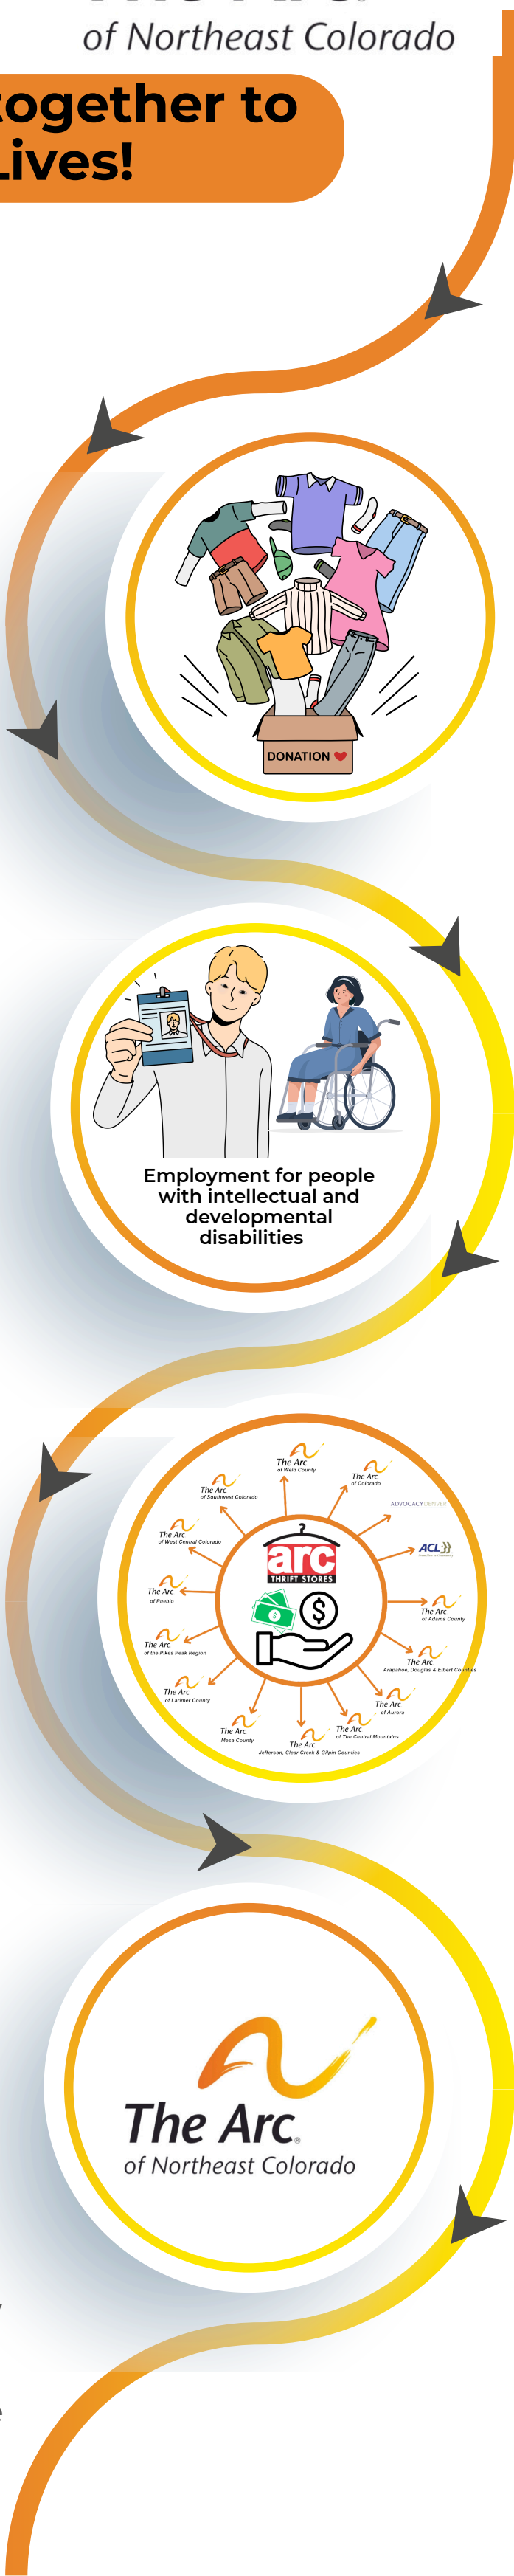 of Northeast Colorado
together to
Lives!
DONATION
Employment for people
with intellectual and
developmental
disabilities
The Arc
of Weld County
The Arc
of Colorado
The Arc
of Southwest Colorado
ADVOCACYDENVER
The Arc
of West Central Colorado
ACL
arc
THRIFT STORES
The Arc
of Pueblo
The Arc
of Adams County
The Arc
of the Pikes Peak Region
The Arc
Arapahoe, Douglas & Elbert Counties
The Arc
of Larimer County
The Arc
of Aurora
The Arc
Mesa County
The Arc
of The Central Mountains
The Arc
Jefferson, Clear Creek & Gilpin Counties
The Arc®
of Northeast Colorado